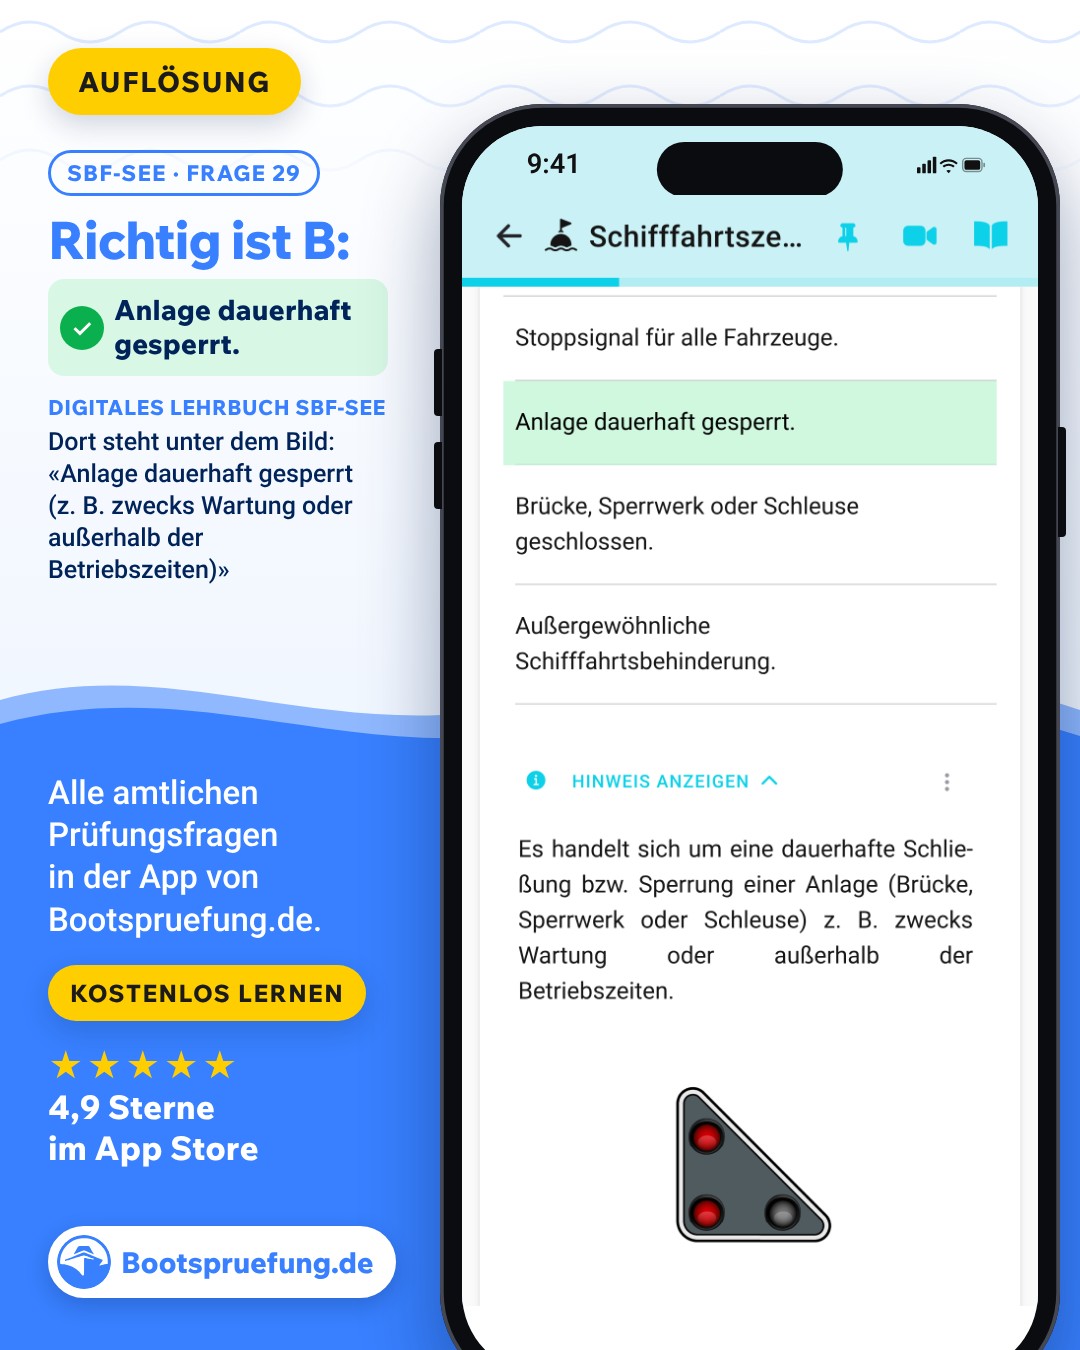 AUFLÖSUNG
SBF-SEE · FRAGE 29
Richtig ist B:
Anlage dauerhaft
gesperrt.
DIGITALES LEHRBUCH SBF-SEE
Dort steht unter dem Bild:
«Anlage dauerhaft gesperrt
(z. B. zwecks Wartung oder
außerhalb der
Betriebszeiten)»
Alle amtlichen
Prüfungsfragen
in der App von
Bootspruefung.de.
KOSTENLOS LERNEN
★★★★★
4,9 Sterne
im App Store
Bootspruefung.de
9:41
Schifffahrtsze...
Stoppsignal für alle Fahrzeuge.
Anlage dauerhaft gesperrt.
Brücke, Sperrwerk oder Schleuse
geschlossen.
Außergewöhnliche
Schifffahrtsbehinderung.
HINWEIS ANZEIGEN
Es handelt sich um eine dauerhafte Schlie-
ßung bzw. Sperrung einer Anlage (Brücke,
Sperrwerk oder Schleuse) z. B. zwecks
Wartung oder außerhalb der
Betriebszeiten.